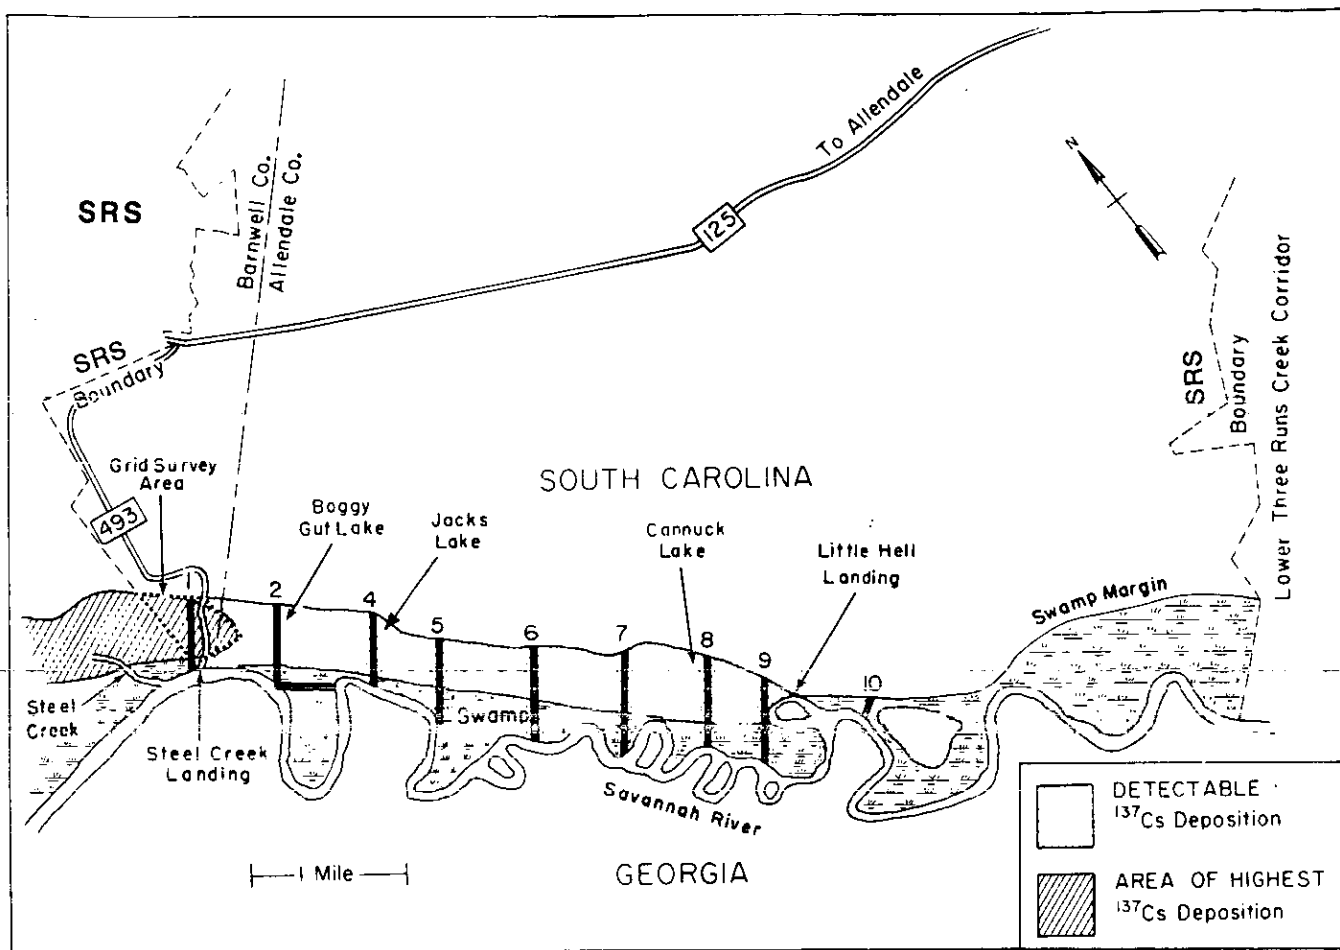 To Allendale
N
125
SRS
Barnwell Co.
Allendale Co.
SRS
Boundary
SRS
Boundary
Lower Three Runs Creek Corridor
Grid Survey
Area
493
SOUTH CAROLINA
Boggy
Gut Lake
Jacks
Lake
Cannuck
Lake
Little Hell
Landing
Swamp Margin
1
2
4
5
6
7
8
9
10
Steel
Creek
Steel Creek
Landing
Swamp
Savannah River
1 Mile
GEORGIA
DETECTABLE
137Cs Deposition
AREA OF HIGHEST
137Cs Deposition